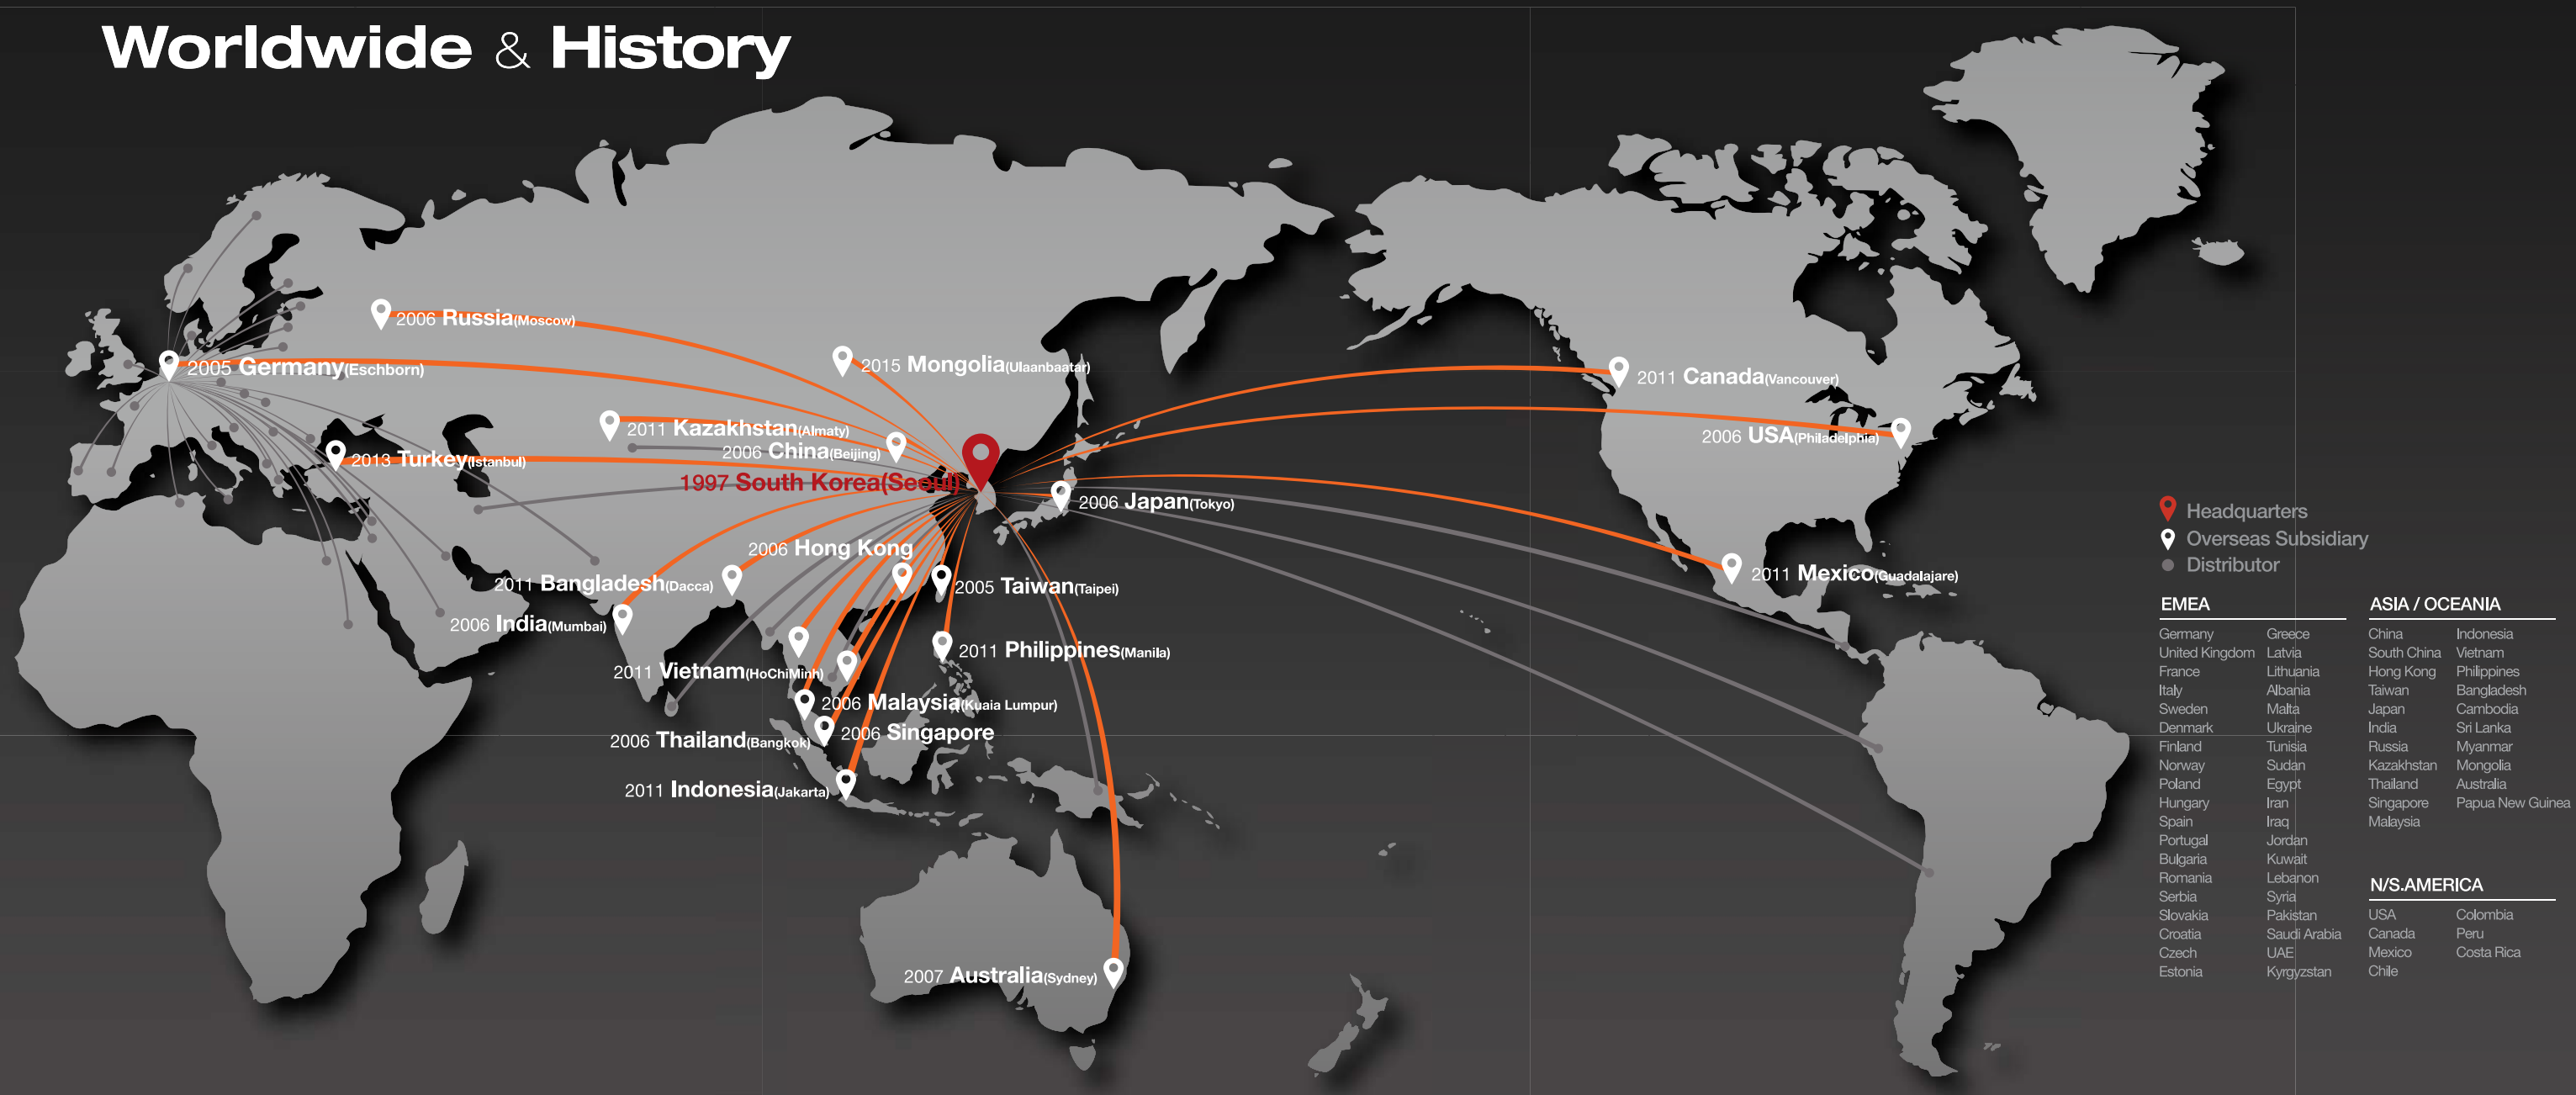 Worldwide & History
2006 Russia(Moscow)
2005 Germany(Eschborn)
2015 Mongolia(Ulaanbaatar)
2011 Canada(Vancouver)
2011 Kazakhstan(Almaty)
2006 China(Beijing)
2006 USA(Philadelphia)
2013 Turkey(Istanbul)
1997 South Korea(Seoul)
2006 Japan(Tokyo)
2006 Hong Kong
2011 Bangladesh(Dacca)
2005 Taiwan(Taipei)
2011 Mexico(Guadalajare)
2006 India(Mumbai)
2011 Philippines(Manila)
2011 Vietnam(HoChiMinh)
2006 Malaysia(Kuaia Lumpur)
2006 Thailand(Bangkok)
2006 Singapore
2011 Indonesia(Jakarta)
2007 Australia(Sydney)
Headquarters
Overseas Subsidiary
Distributor
EMEA
Germany
United Kingdom
France
Italy
Sweden
Denmark
Finland
Norway
Poland
Hungary
Spain
Portugal
Bulgaria
Romania
Serbia
Slovakia
Croatia
Czech
Estonia
Greece
Latvia
Lithuania
Albania
Malta
Ukraine
Tunisia
Sudan
Egypt
Iran
Iraq
Jordan
Kuwait
Lebanon
Syria
Pakistan
Saudi Arabia
UAE
Kyrgyzstan
ASIA / OCEANIA
China
South China
Hong Kong
Taiwan
Japan
India
Russia
Kazakhstan
Thailand
Singapore
Malaysia
Indonesia
Vietnam
Philippines
Bangladesh
Cambodia
Sri Lanka
Myanmar
Mongolia
Australia
Papua New Guinea
N/S.AMERICA
USA
Canada
Mexico
Chile
Colombia
Peru
Costa Rica